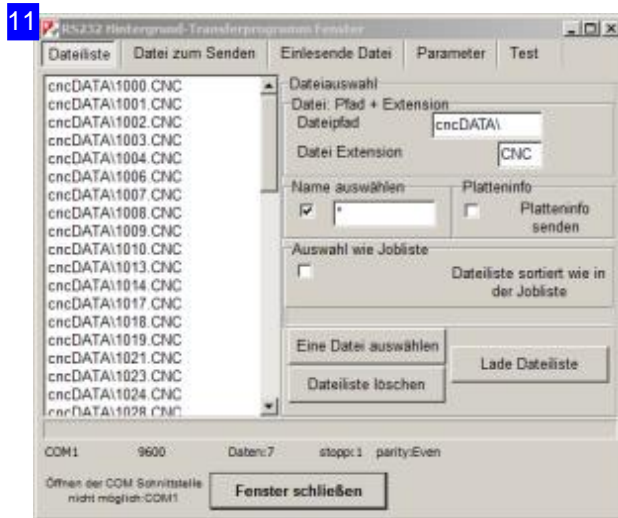 11
RS232 Hintergrund-Transferprogramm Fenster
Dateiliste Datei zum Senden Einlesende Datei Parameter Test
cncDATA\1000.CNC
cncDATA\1001.CNC
cncDATA\1002.CNC
cncDATA\1003.CNC
cncDATA\1004.CNC
cncDATA\1006.CNC
cncDATA\1007.CNC
cncDATA\1008.CNC
cncDATA\1009.CNC
cncDATA\1010.CNC
cncDATA\1013.CNC
cncDATA\1014.CNC
cncDATA\1017.CNC
cncDATA\1018.CNC
cncDATA\1019.CNC
cncDATA\1021.CNC
cncDATA\1023.CNC
cncDATA\1024.CNC
cncDATA\1028.CNC
Dateiauswahl
Datei: Pfad + Extension
Dateipfad cncDATA\
Datei Extension CNC
Name auswählen
*
Platteninfo
Platteninfo
senden
Auswahl wie Jobliste
Dateiliste sortiert wie in
der Jobliste
Eine Datei auswählen
Dateiliste löschen
Lade Dateiliste
COM1 9600 Daten:7 stopp:1 parity:Even
Öffnen der COM Schnittstelle
nicht möglich:COM1
Fenster schließen